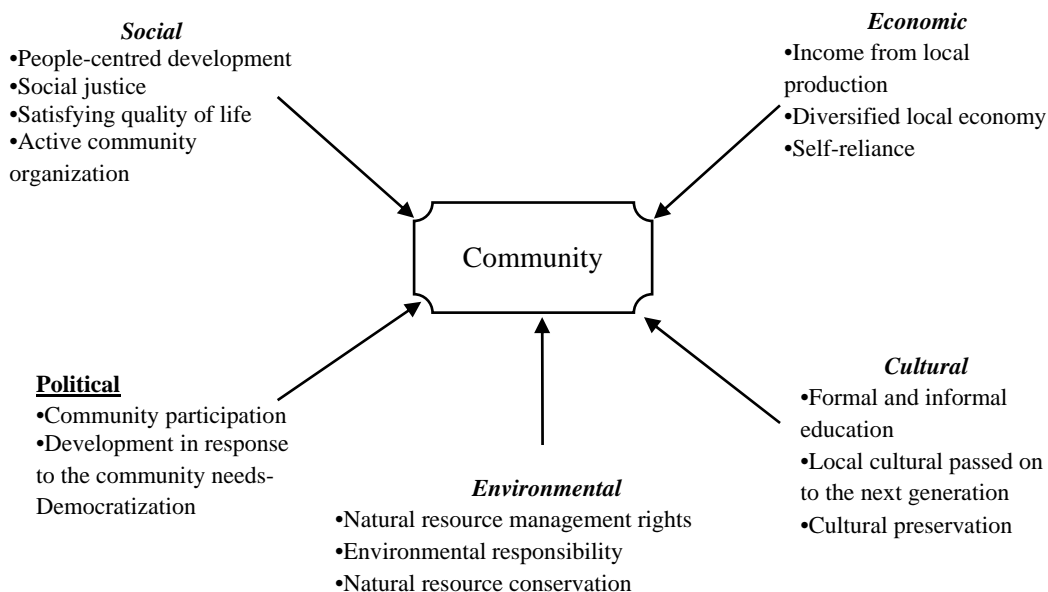 Social
•People-centred development
•Social justice
•Satisfying quality of life
•Active community
organization
Economic
•Income from local
production
•Diversified local economy
•Self-reliance
Community
Political
•Community participation
•Development in response
to the community needs-
Democratization
Environmental
•Natural resource management rights
•Environmental responsibility
•Natural resource conservation
Cultural
•Formal and informal
education
•Local cultural passed on
to the next generation
•Cultural preservation